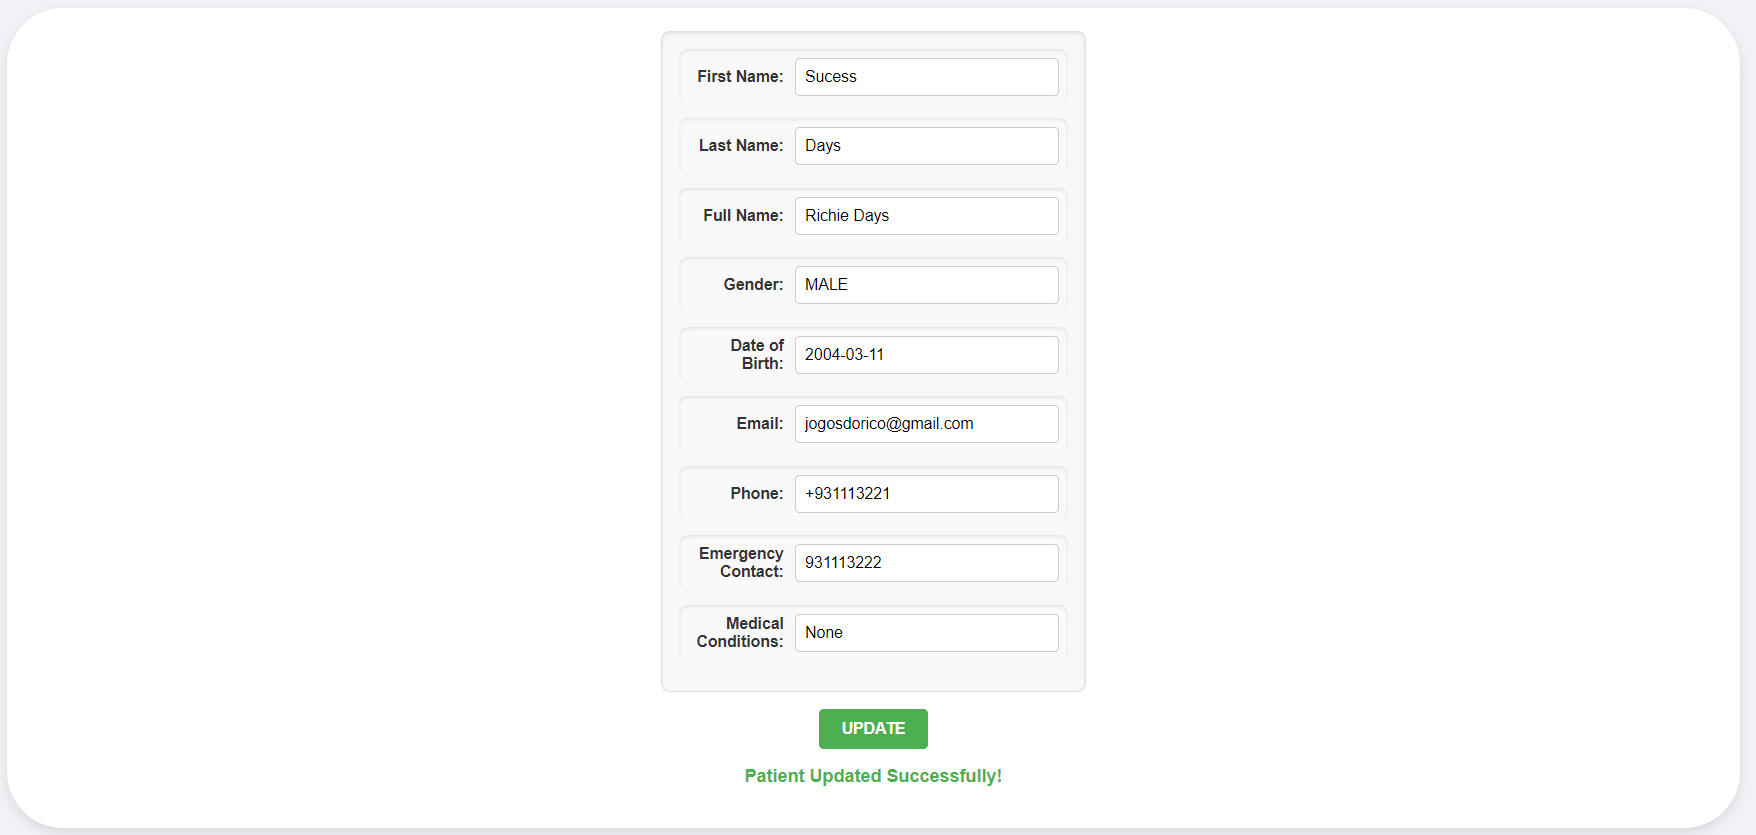 First Name: Sucess
Last Name: Days
Full Name: Richie Days
Gender: MALE
Date of
Birth: 2004-03-11
Email: jogosdorico@gmail.com
Phone: +931113221
Emergency
Contact: 931113222
Medical
Conditions: None
UPDATE
Patient Updated Successfully!